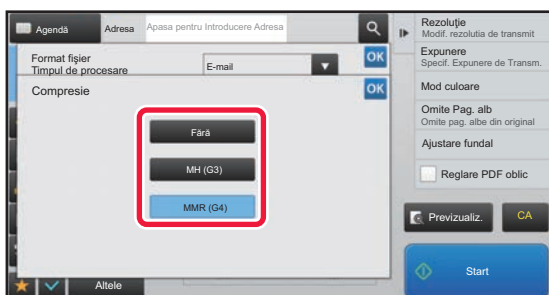 Agendă
Adresa
Apasa pentru Introducere Adresa
Format fişier
Timpul de procesare
E-mail
OK
Compresie
OK
Fără
MH (G3)
MMR (G4)
Altele
Rezoluţie
Modif. rezolutia de transmit
Expunere
Specif. Expunere de Transm.
Mod culoare
Omite Pag. alb
Omite pag. albe din original
Ajustare fundal
Reglare PDF oblic
Previzualiz.
CA
Start